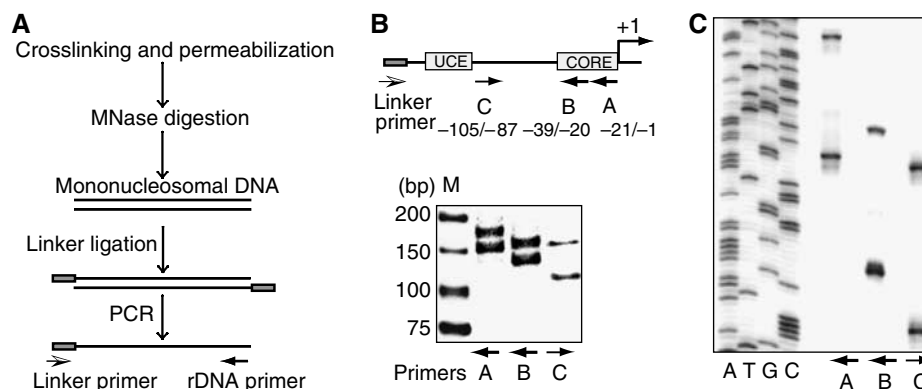 A
Crosslinking and permeabilization
MNase digestion
Mononucleosomal DNA
Linker ligation
PCR
Linker primer rDNA primer
B
+1
UCE CORE
Linker primer
C B A
–105/–87 –39/–20 –21/–1
(bp) M
200
150
100
75
Primers A B C
C
A T G C A B C